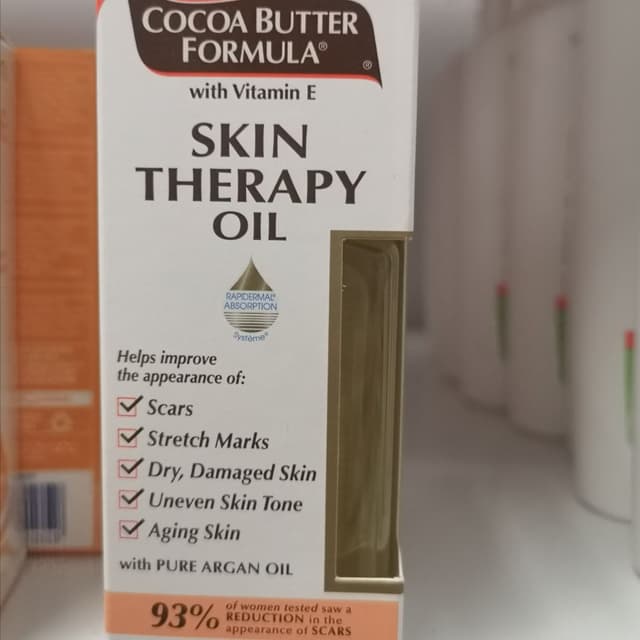 COCOA BUTTER
FORMULA®
®
with Vitamin E
SKIN
THERAPY
OIL
RAPIDERMAL®
ABSORPTION
Système®
Helps improve
the appearance of:
Scars
Stretch Marks
Dry, Damaged Skin
Uneven Skin Tone
Aging Skin
with PURE ARGAN OIL
93% of women tested saw a
REDUCTION in the
appearance of SCARS